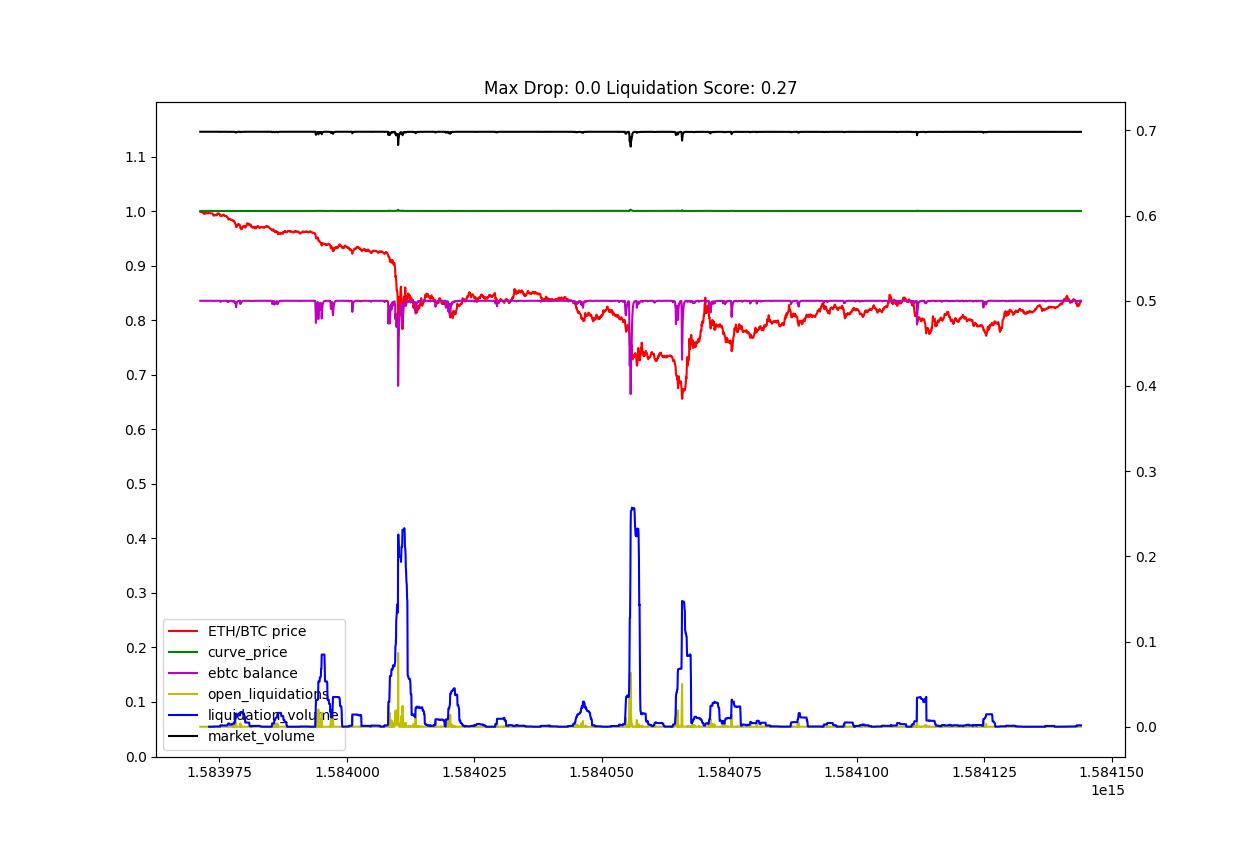 Max Drop: 0.0 Liquidation Score: 0.27
1.1
1.0
0.9
0.8
0.7
0.6
0.5
0.4
0.3
0.2
0.1
0.0
0.7
0.6
0.5
0.4
0.3
0.2
0.1
0.0
ETH/BTC price
curve_price
ebtc balance
open_liquidations
liquidation_volume
market_volume
1.583975 1.584000 1.584025 1.584050 1.584075 1.584100 1.584125 1.584150
1e15